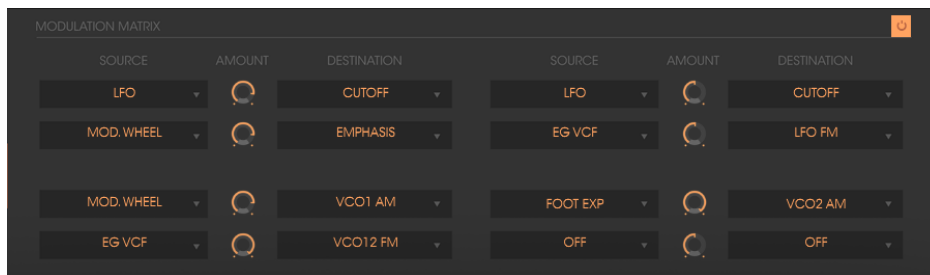 MODULATION MATRIX
SOURCE AMOUNT DESTINATION SOURCE AMOUNT DESTINATION
LFO CUTOFF LFO CUTOFF
MOD. WHEEL EMPHASIS EG VCF LFO FM
MOD. WHEEL VCO1 AM FOOT EXP VCO2 AM
EG VCF VCO12 FM OFF OFF